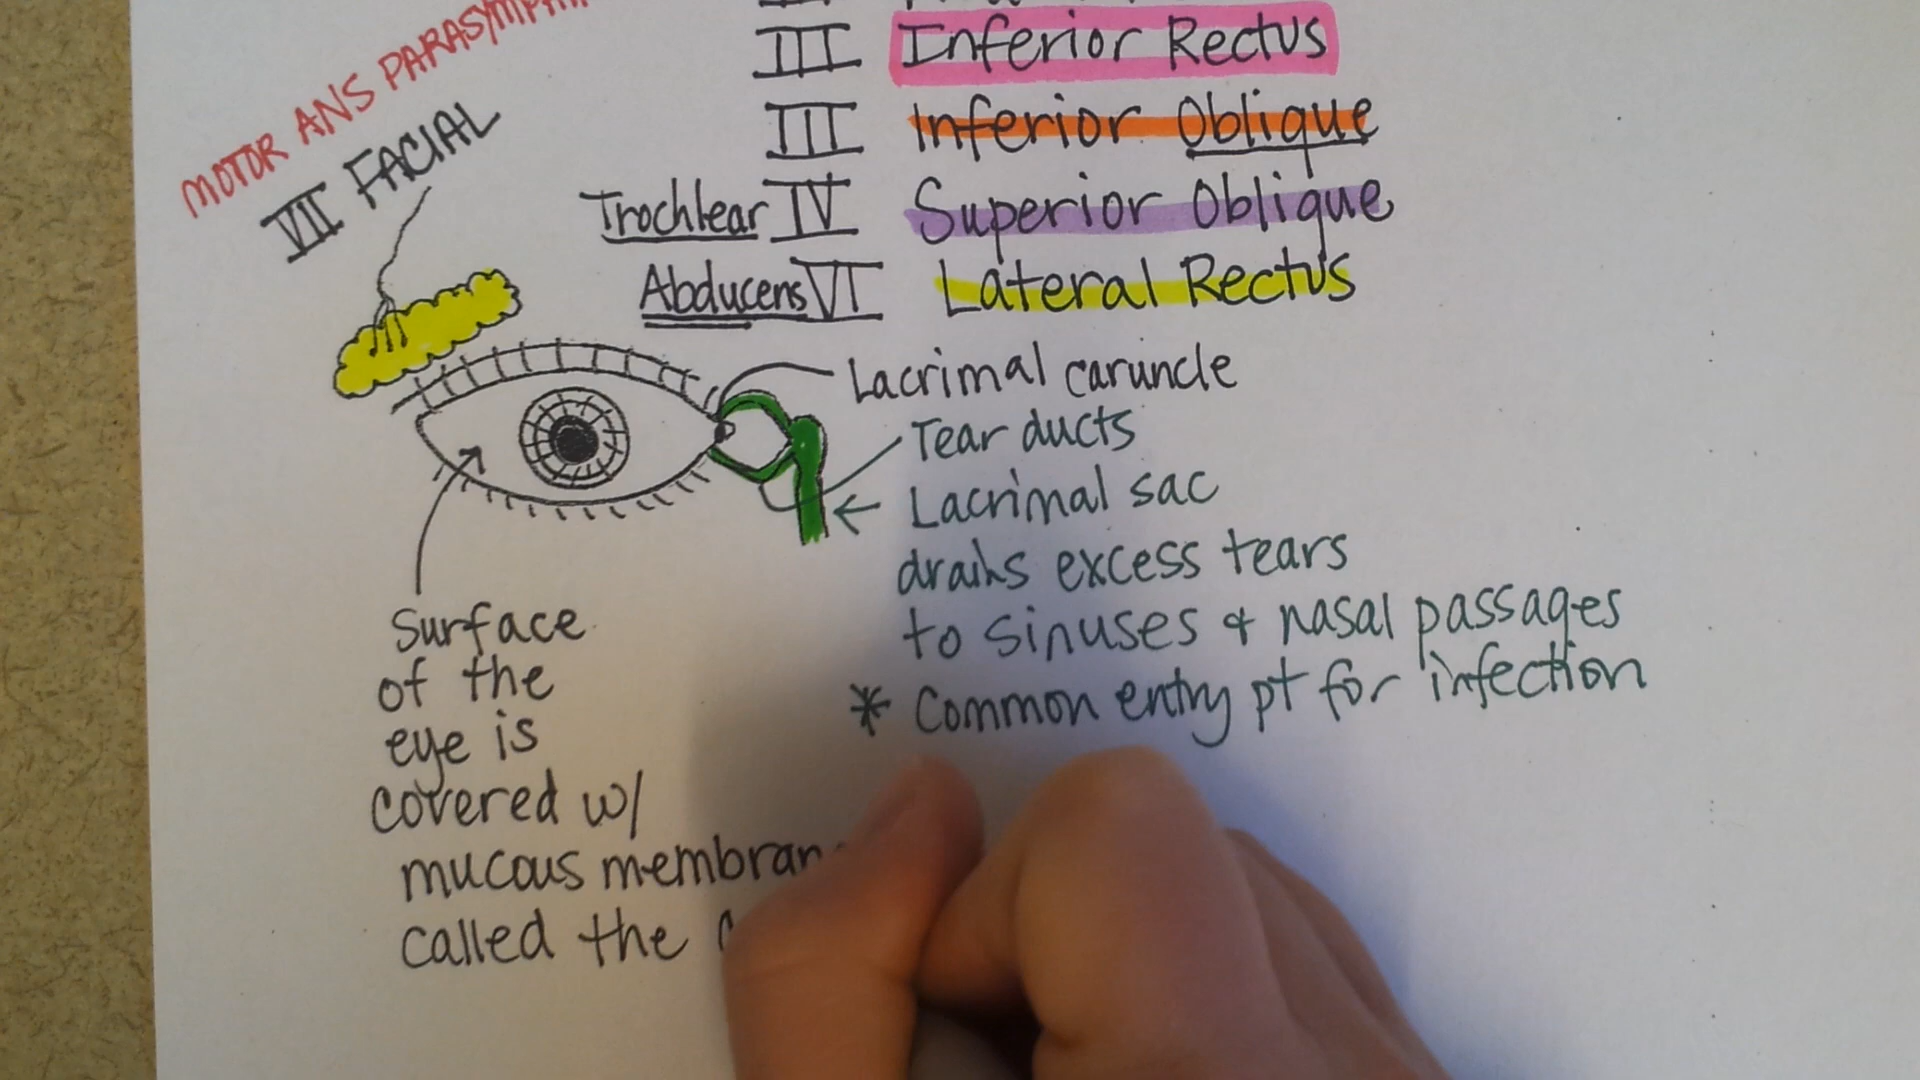 MOTOR ANS
VII FACIAL
III Inferior Rectus
III Inferior Oblique
Trochlear IV Superior Oblique
Abducens VI Lateral Rectus
Lacrimal caruncle
Tear ducts
Lacrimal sac
drains excess tears
to sinuses & nasal passages
* Common entry pt for infection
Surface
of the
eye is
covered w/
mucous
called the